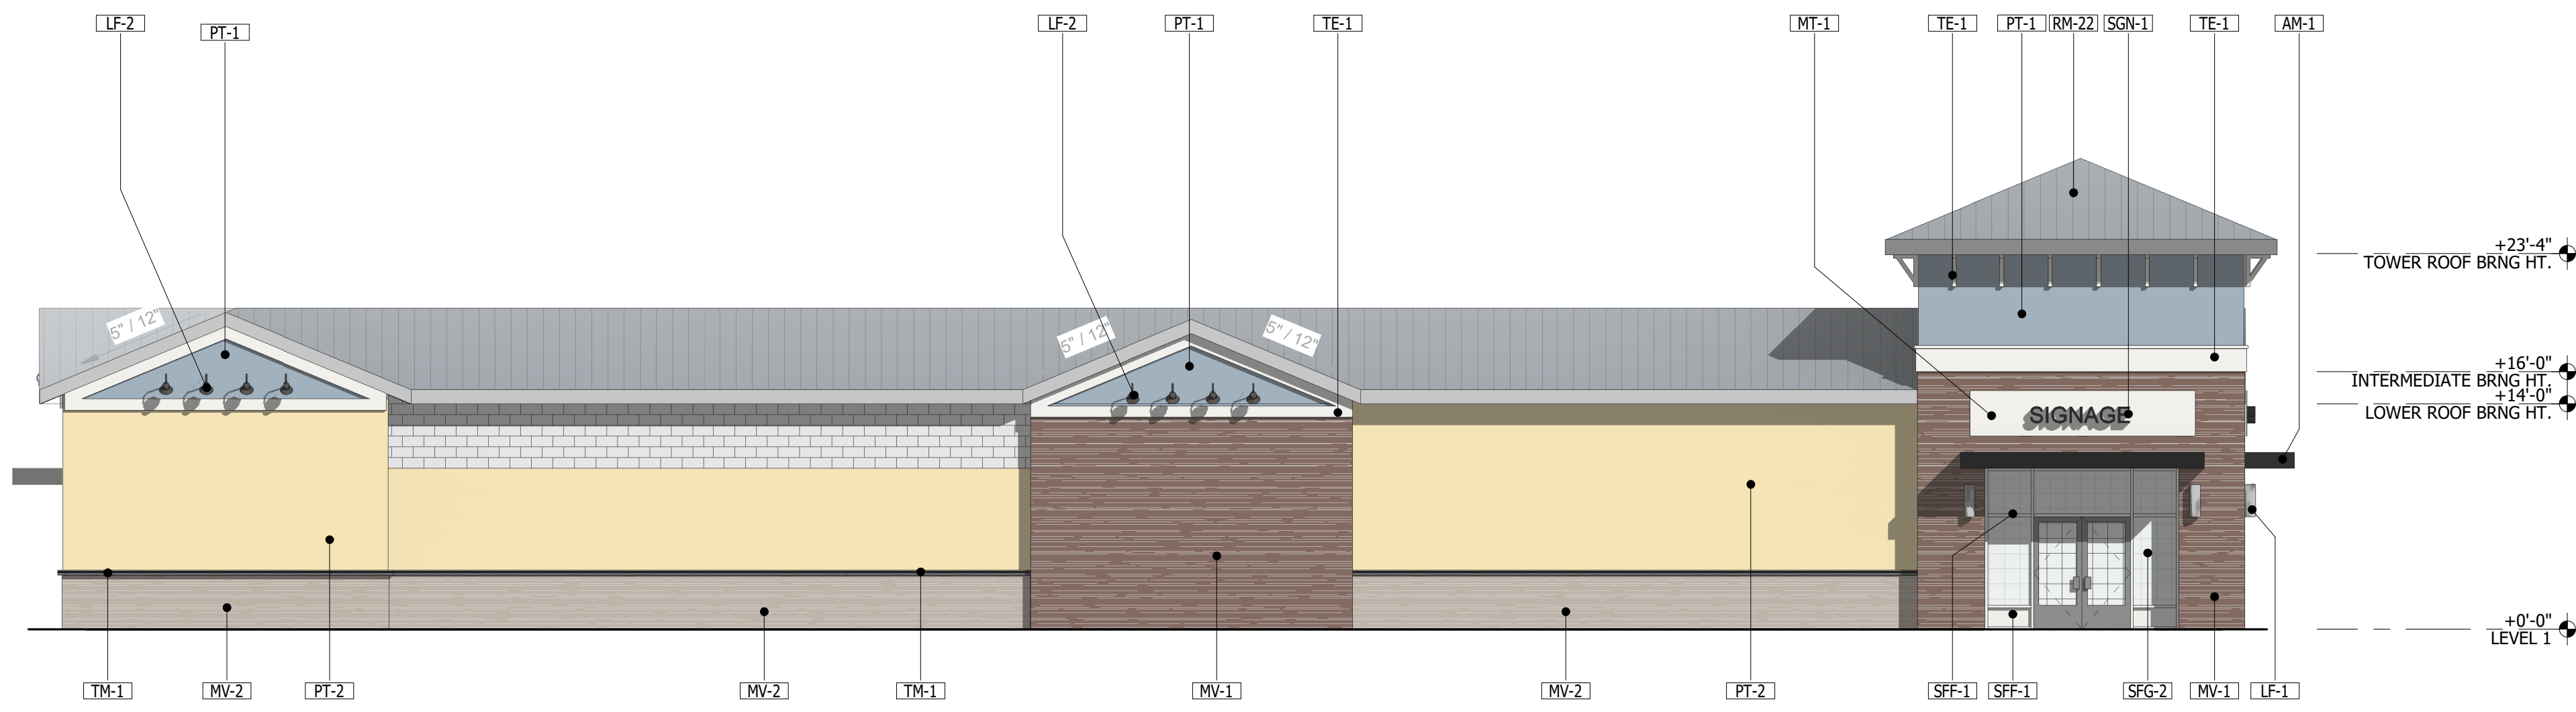 LF-2
PT-1
LF-2
PT-1
TE-1
MT-1
TE-1
PT-1
RM-22
SGN-1
TE-1
AM-1
+23'-4"
TOWER ROOF BRNG HT.
5" / 12"
5" / 12"
5" / 12"
+16'-0"
INTERMEDIATE BRNG HT.
+14'-0"
LOWER ROOF BRNG HT.
SIGNAGE
+0'-0"
LEVEL 1
TM-1
MV-2
PT-2
MV-2
TM-1
MV-1
MV-2
PT-2
SFF-1
SFF-1
SFG-2
MV-1
LF-1